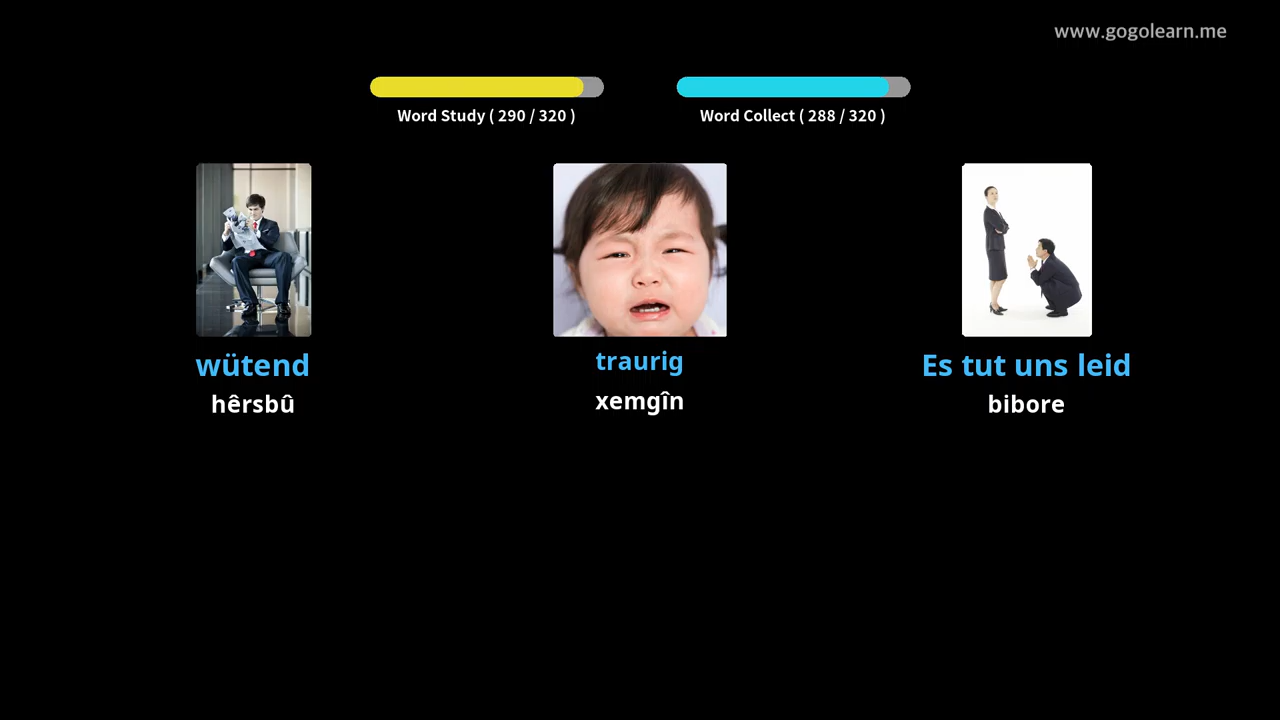 www.gogolearn.me
Word Study ( 290 / 320 )
Word Collect ( 288 / 320 )
wütend
hêrsbû
traurig
xemgîn
Es tut uns leid
bibore